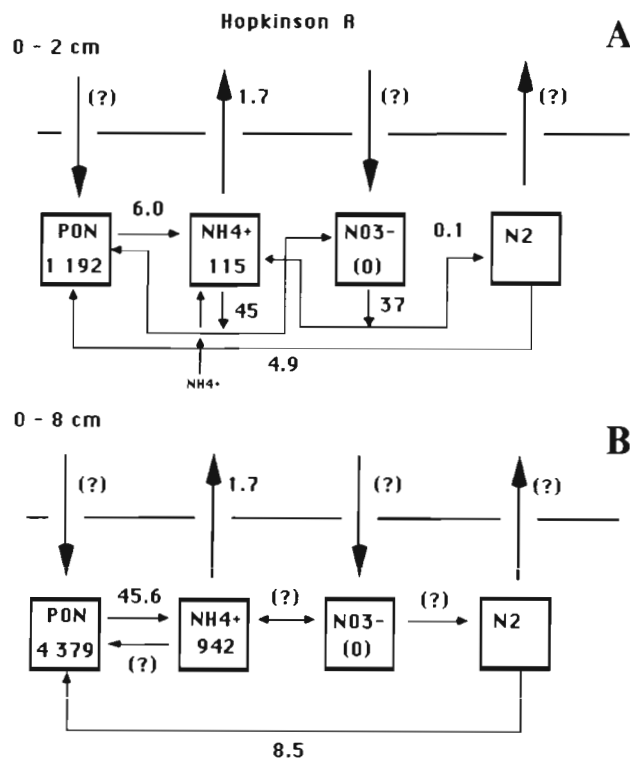 Hopkinson R
A
0 - 2 cm
(?)
1.7
(?)
(?)
6.0
0.1
PON
1 192
NH4+
115
NO3-
(0)
N2
45
37
4.9
NH4+
0 - 8 cm
B
(?)
1.7
(?)
(?)
45.6
(?)
(?)
PON
4 379
NH4+
942
NO3-
(0)
N2
(?)
8.5